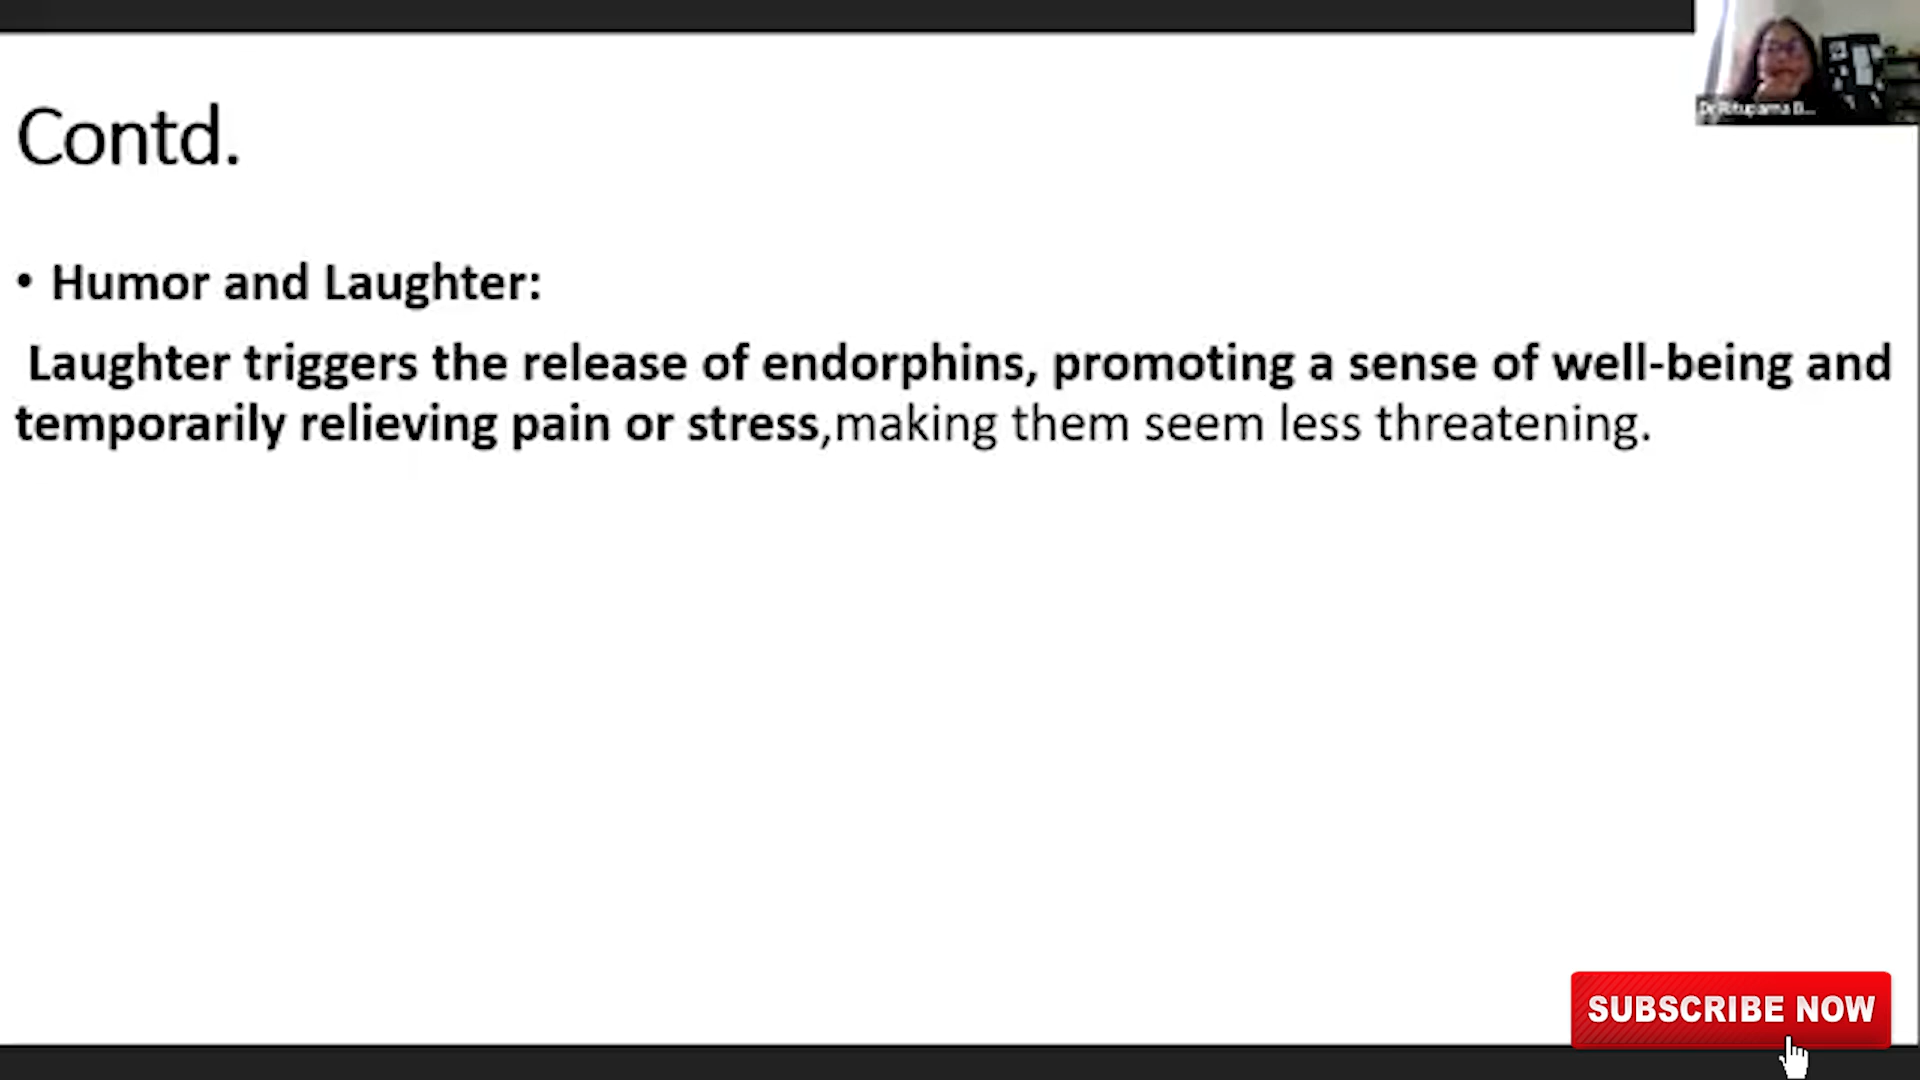 Contd.
• Humor and Laughter:
Laughter triggers the release of endorphins, promoting a sense of well-being and
temporarily relieving pain or stress,making them seem less threatening.
SUBSCRIBE NOW